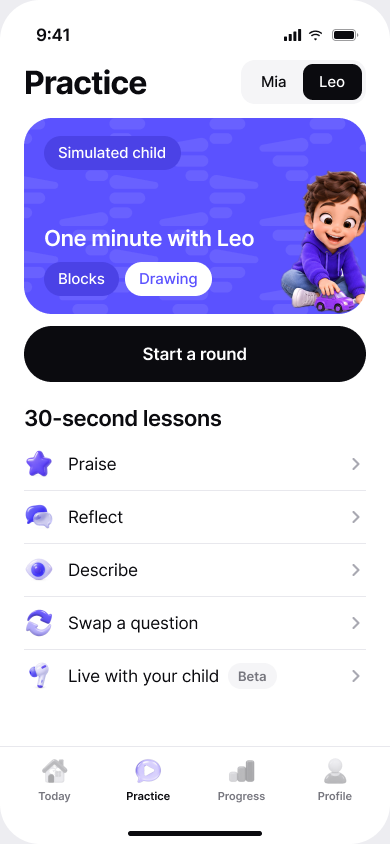 9:41
Practice
Mia
Leo
Simulated child
One minute with Leo
Blocks
Drawing
Start a round
30-second lessons
Praise
Reflect
Describe
Swap a question
Live with your child
Beta
Today
Practice
Progress
Profile